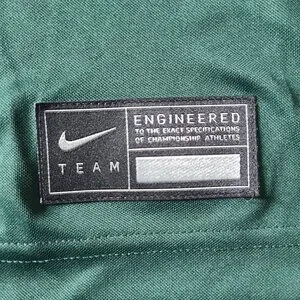 TEAM
ENGINEERED
TO THE EXACT SPECIFICATIONS
OF CHAMPIONSHIP ATHLETES